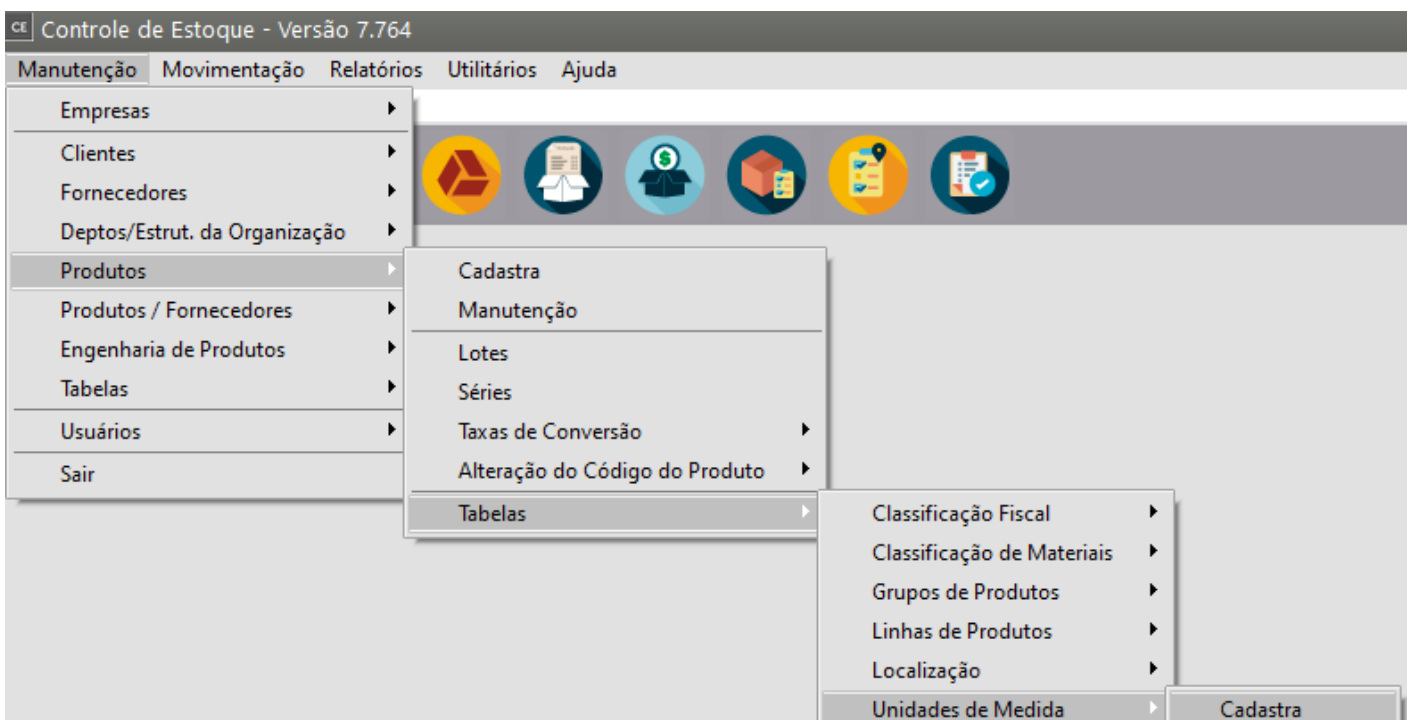 CE Controle de Estoque - Versão 7.764
Manutenção Movimentação Relatórios Utilitários Ajuda
Empresas
Clientes
Fornecedores
Deptos/Estrut. da Organização
Produtos
Produtos / Fornecedores
Engenharia de Produtos
Tabelas
Usuários
Sair
Cadastra
Manutenção
Lotes
Séries
Taxas de Conversão
Alteração do Código do Produto
Tabelas
Classificação Fiscal
Classificação de Materiais
Grupos de Produtos
Linhas de Produtos
Localização
Unidades de Medida
Cadastra